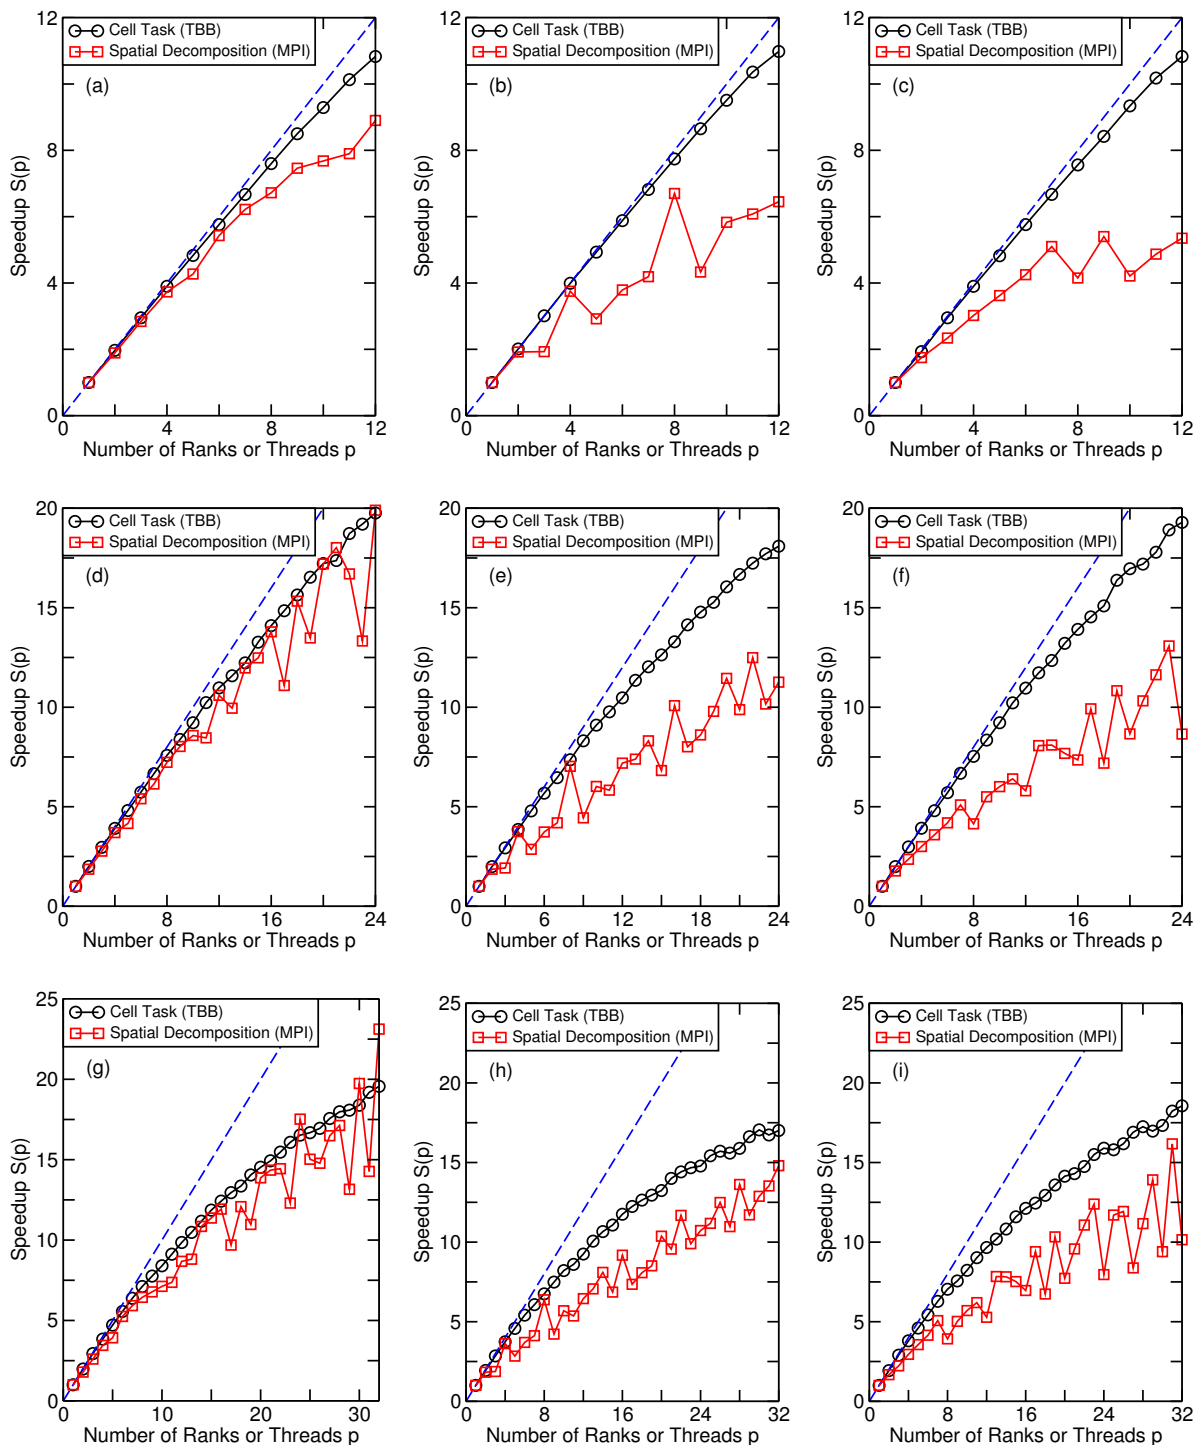 12
8
4
0
Cell Task (TBB)
Spatial Decomposition (MPI)
(a)
Speedup S(p)
0 4 8 12
Number of Ranks or Threads p
12
8
4
0
Cell Task (TBB)
Spatial Decomposition (MPI)
(b)
Speedup S(p)
0 4 8 12
Number of Ranks or Threads p
12
8
4
0
Cell Task (TBB)
Spatial Decomposition (MPI)
(c)
Speedup S(p)
0 4 8 12
Number of Ranks or Threads p
20
15
10
5
0
Cell Task (TBB)
Spatial Decomposition (MPI)
(d)
Speedup S(p)
0 8 16 24
Number of Ranks or Threads p
20
15
10
5
0
Cell Task (TBB)
Spatial Decomposition (MPI)
(e)
Speedup S(p)
0 6 12 18 24
Number of Ranks or Threads p
20
15
10
5
0
Cell Task (TBB)
Spatial Decomposition (MPI)
(f)
Speedup S(p)
0 8 16 24
Number of Ranks or Threads p
25
20
15
10
5
0
Cell Task (TBB)
Spatial Decomposition (MPI)
(g)
Speedup S(p)
0 10 20 30
Number of Ranks or Threads p
25
20
15
10
5
0
Cell Task (TBB)
Spatial Decomposition (MPI)
(h)
Speedup S(p)
0 8 16 24 32
Number of Ranks or Threads p
25
20
15
10
5
0
Cell Task (TBB)
Spatial Decomposition (MPI)
(i)
Speedup S(p)
0 8 16 24 32
Number of Ranks or Threads p